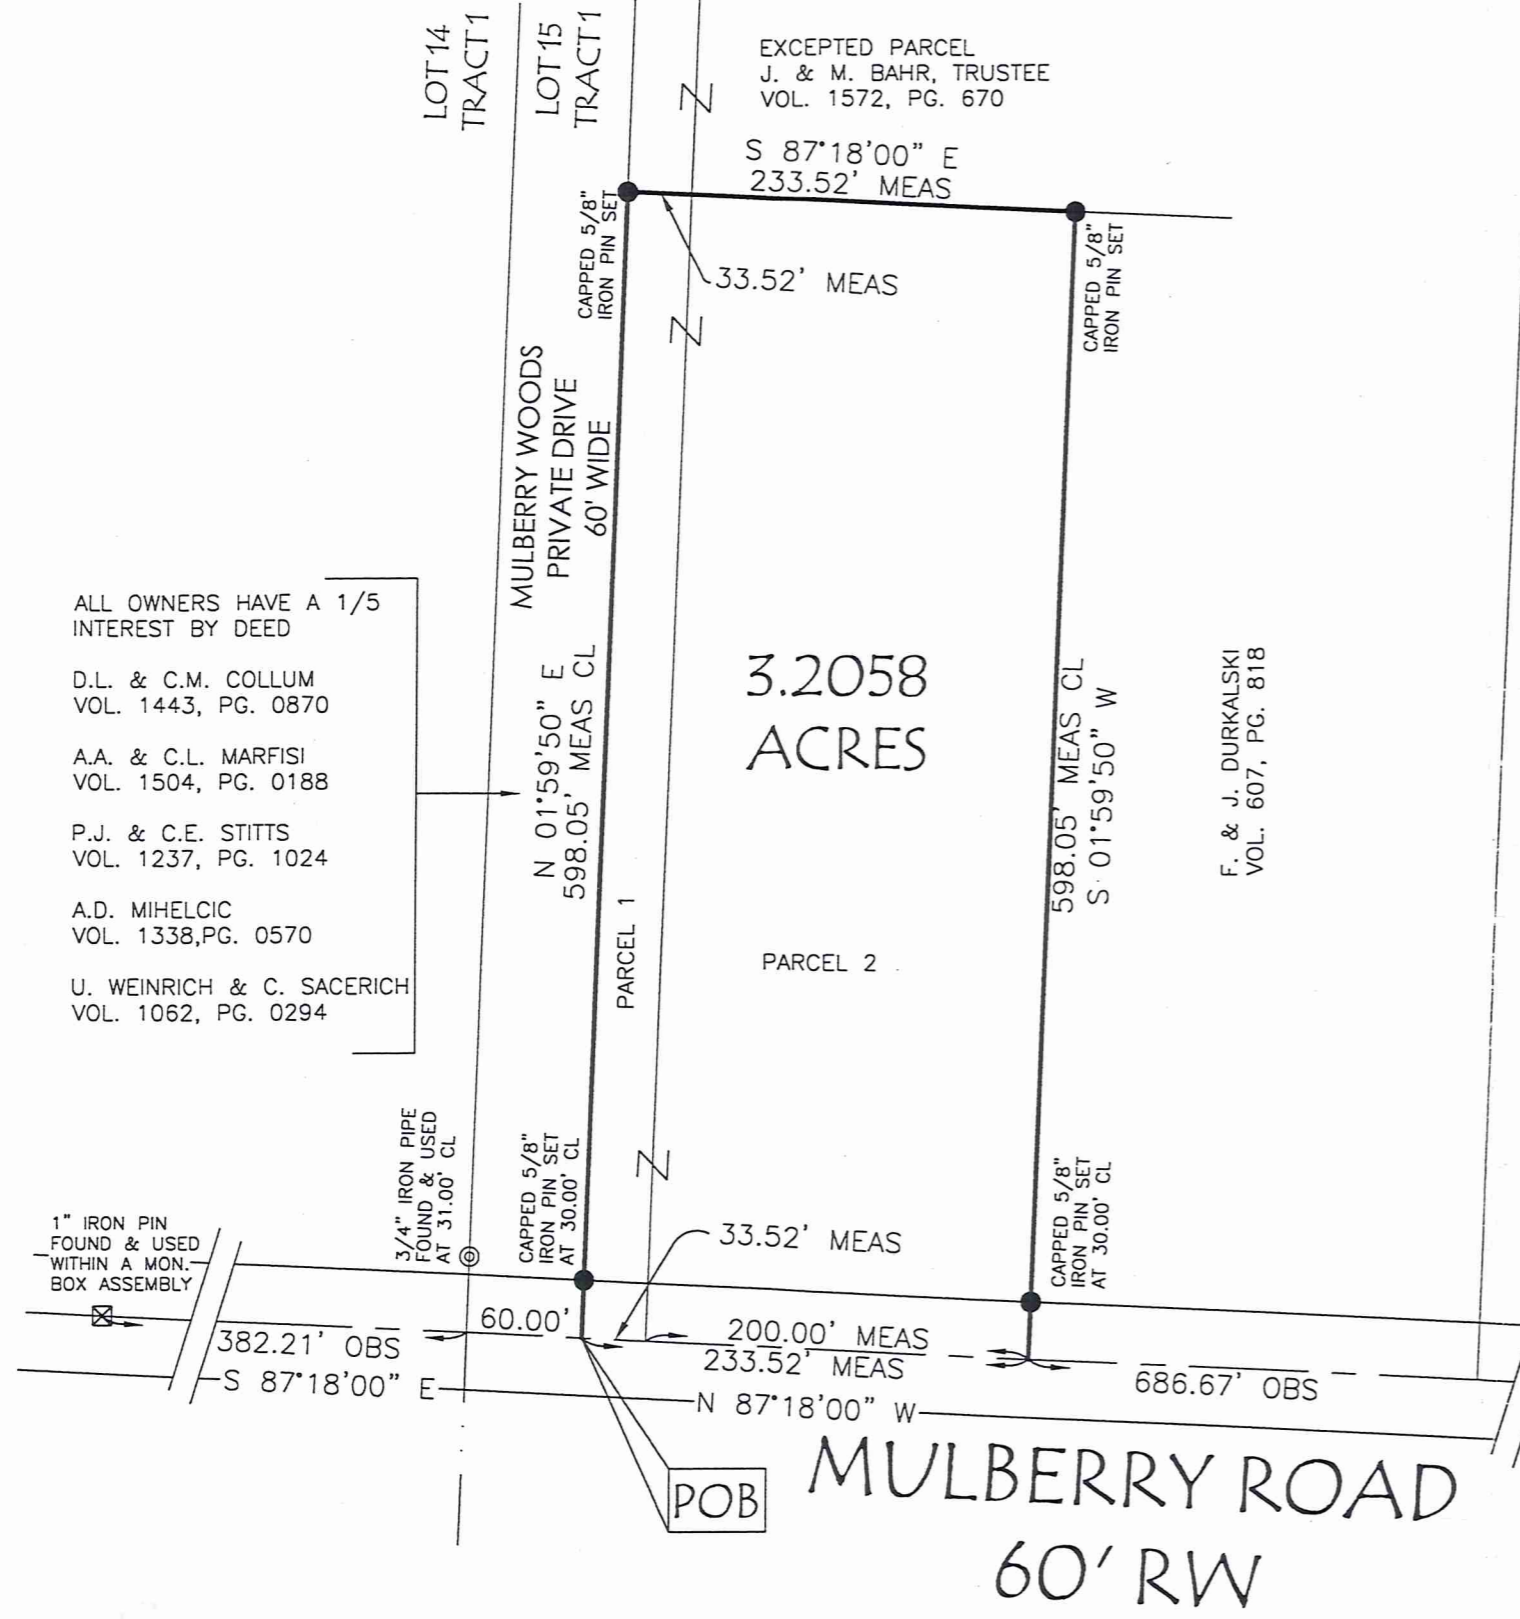 LOT 14
TRACT 1
LOT 15
TRACT 1
EXCEPTED PARCEL
J. & M. BAHR, TRUSTEE
VOL. 1572, PG. 670
S 87°18'00" E
233.52' MEAS
CAPPED 5/8"
IRON PIN SET
33.52' MEAS
CAPPED 5/8"
IRON PIN SET
MULBERRY WOODS
PRIVATE DRIVE
60' WIDE
ALL OWNERS HAVE A 1/5
INTEREST BY DEED
D.L. & C.M. COLLUM
VOL. 1443, PG. 0870
A.A. & C.L. MARFISI
VOL. 1504, PG. 0188
P.J. & C.E. STITTS
VOL. 1237, PG. 1024
A.D. MIHELCIC
VOL. 1338,PG. 0570
U. WEINRICH & C. SACERICH
VOL. 1062, PG. 0294
N 01°59'50" E
598.05' MEAS CL
3.2058
ACRES
598.05' MEAS CL
S 01°59'50" W
F. & J. DURKALSKI
VOL. 607, PG. 818
PARCEL 1
PARCEL 2
3/4" IRON PIPE
FOUND & USED
AT 31.00' CL
CAPPED 5/8"
IRON PIN SET
AT 30.00' CL
CAPPED 5/8"
IRON PIN SET
AT 30.00' CL
1" IRON PIN
FOUND & USED
WITHIN A MON.
BOX ASSEMBLY
33.52' MEAS
60.00'
382.21' OBS
200.00' MEAS
233.52' MEAS
686.67' OBS
S 87°18'00" E
N 87°18'00" W
POB
MULBERRY ROAD
60' RW